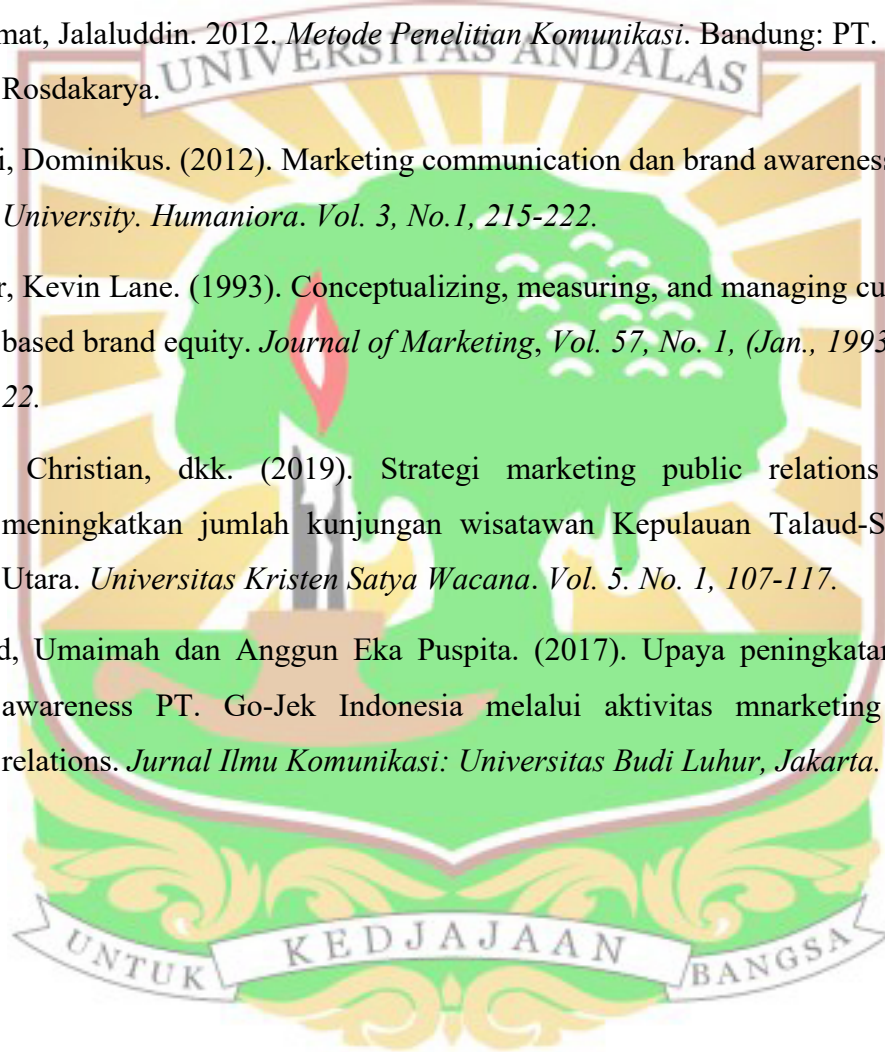 mat, Jalaluddin. 2012. Metode Penelitian Komunikasi. Bandung: PT.
UNIVERSITAS ANDALAS
Rosdakarya.
i, Dominikus. (2012). Marketing communication dan brand awareness
University. Humaniora. Vol. 3, No.1, 215-222.
r, Kevin Lane. (1993). Conceptualizing, measuring, and managing cu
based brand equity. Journal of Marketing, Vol. 57, No. 1, (Jan., 1993
22.
Christian, dkk. (2019). Strategi marketing public relations
meningkatkan jumlah kunjungan wisatawan Kepulauan Talaud-S
Utara. Universitas Kristen Satya Wacana. Vol. 5. No. 1, 107-117.
d, Umaimah dan Anggun Eka Puspita. (2017). Upaya peningkatan
awareness PT. Go-Jek Indonesia melalui aktivitas mnarketing
relations. Jurnal Ilmu Komunikasi: Universitas Budi Luhur, Jakarta.
UNTUK KEDJAJAAN BANGSA